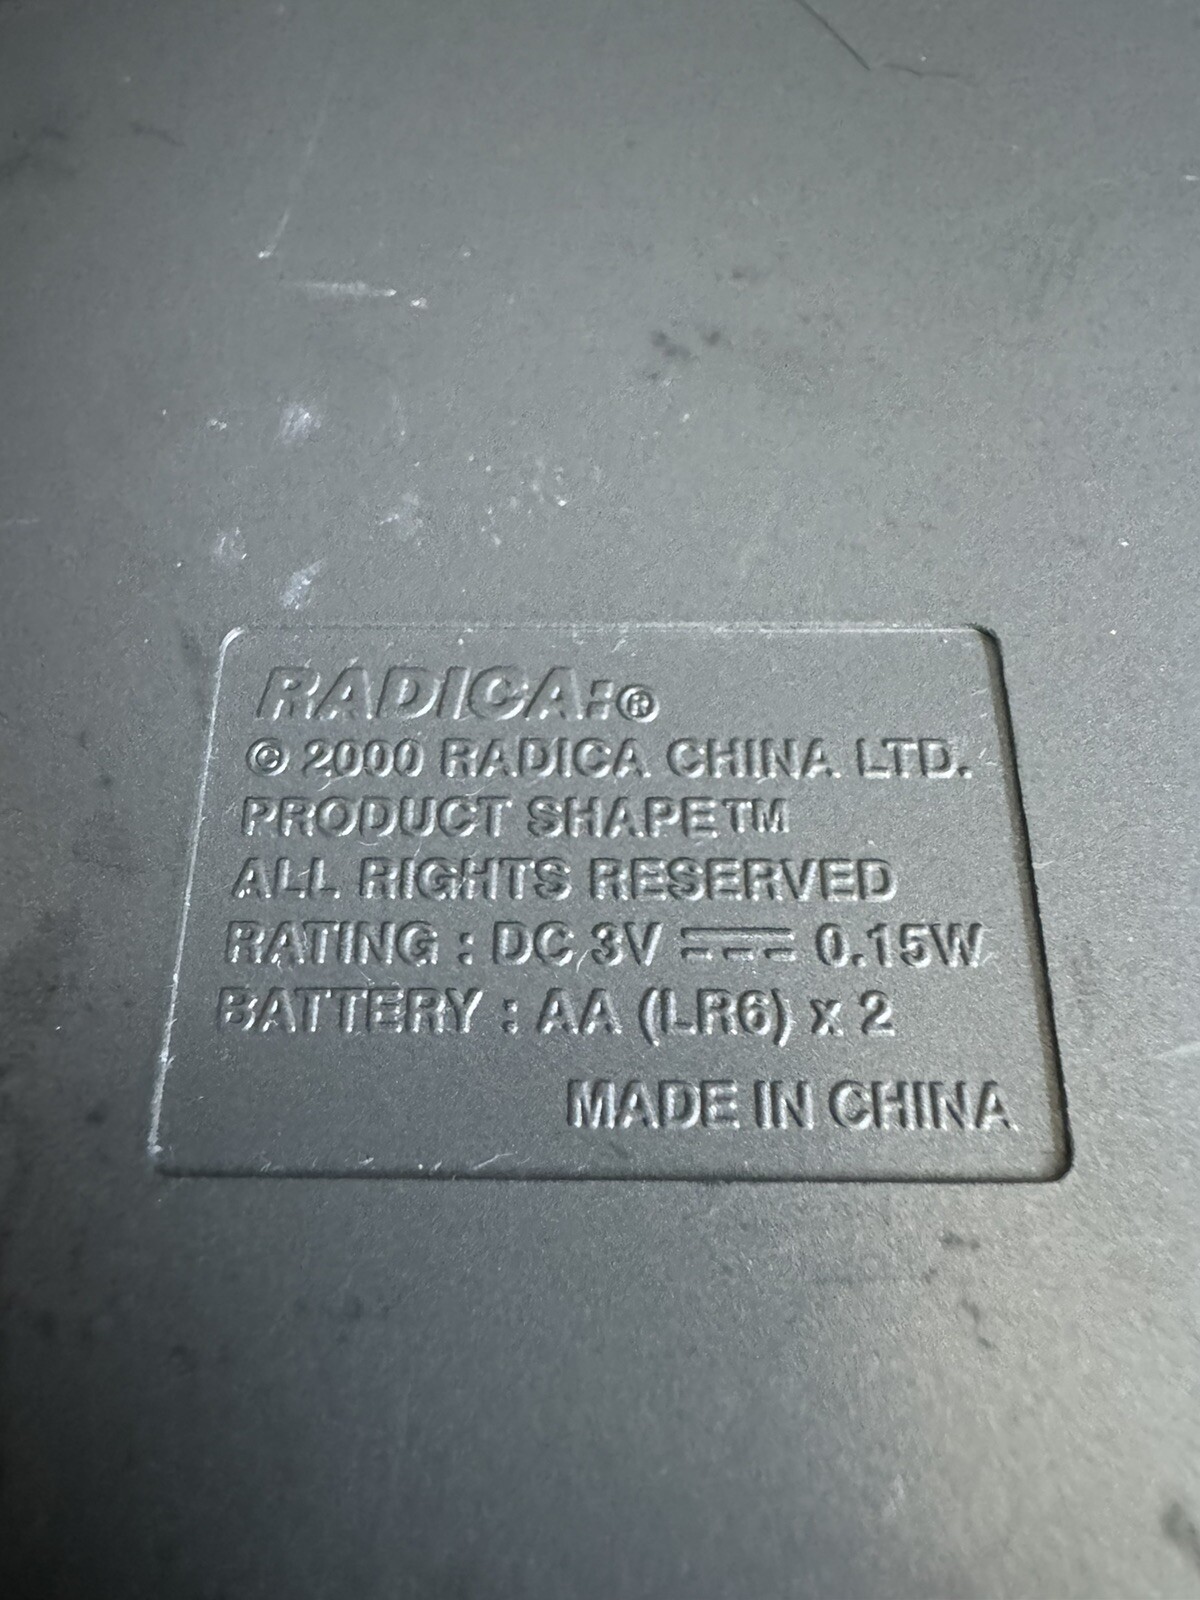 RADICA:®
© 2000 RADICA CHINA LTD.
PRODUCT SHAPE™
ALL RIGHTS RESERVED
RATING : DC 3V ⎓ 0.15W
BATTERY : AA (LR6) x 2
MADE IN CHINA